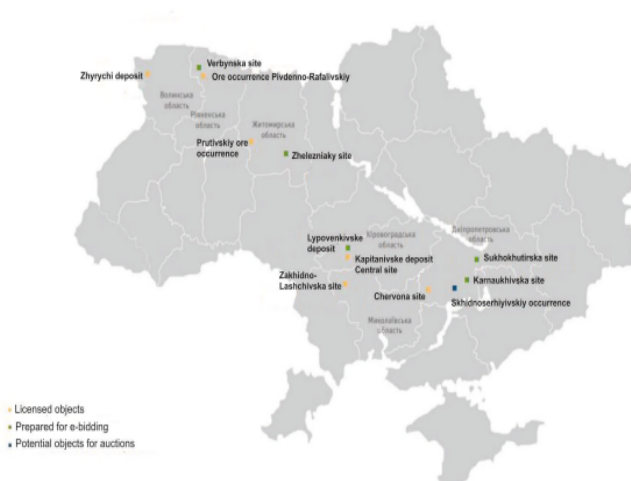 Verbynska site
Zhyrychi deposit
Ore occurrence Pivdenno-Rafalivskiy
Волинська
область
Рівненська
область
Житомирська
область
Prutivskiy ore
occurrence
Zhelezniaky site
Lypovenkivske
deposit
Кіровоградська
область
Дніпропетровська
область
Kapitanivske deposit
Central site
Sukhokhutirska site
Zakhidno-
Lashchivska site
Karnaukhivska site
Chervona site
Skhidnoserhiyivskiy occurrence
Миколаївська
область
Licensed objects
Prepared for e-bidding
Potential objects for auctions